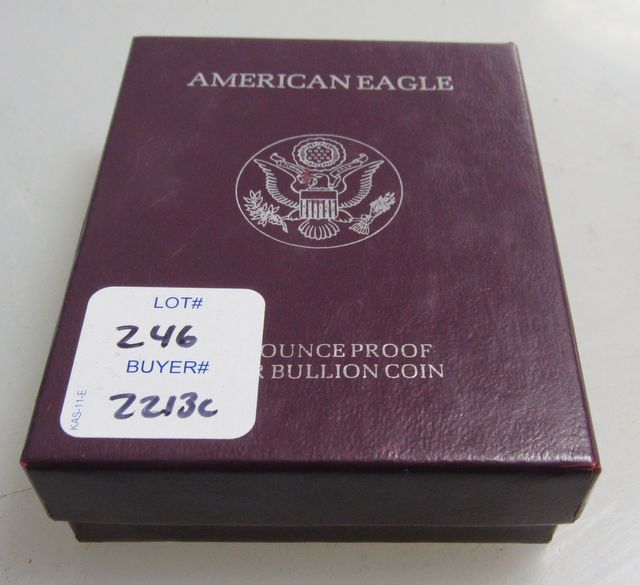 AMERICAN EAGLE
OUNCE PROOF
R BULLION COIN
LOT#
246
BUYER#
2213c
KAS-11-E